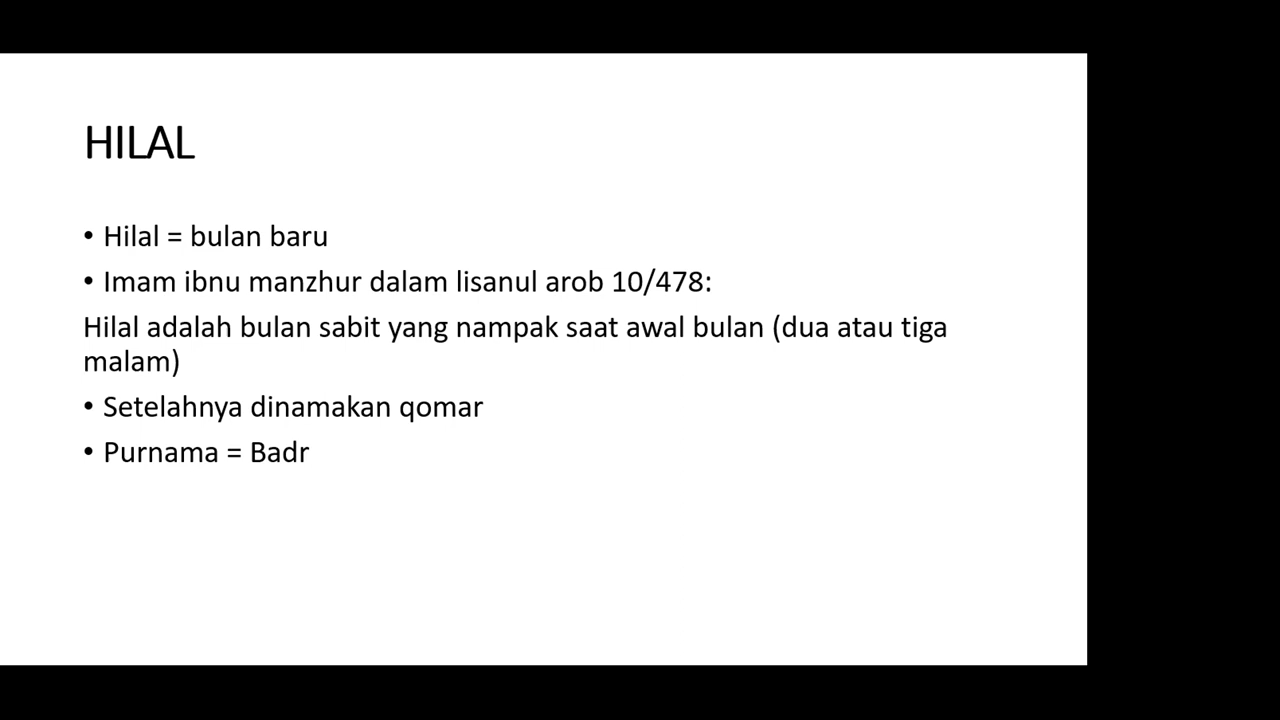 HILAL
• Hilal = bulan baru
• Imam ibnu manzhur dalam lisanul arob 10/478:
Hilal adalah bulan sabit yang nampak saat awal bulan (dua atau tiga
malam)
• Setelahnya dinamakan qomar
• Purnama = Badr